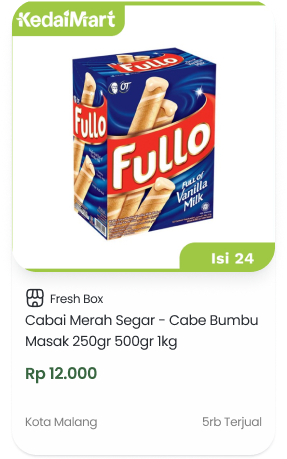 KedaiMart
OT
Fullo
Fullo
FULL OF
Vanilla
Milk
Isi 24
Fresh Box
Cabai Merah Segar - Cabe Bumbu
Masak 250gr 500gr 1kg
Rp 12.000
Kota Malang
5rb Terjual